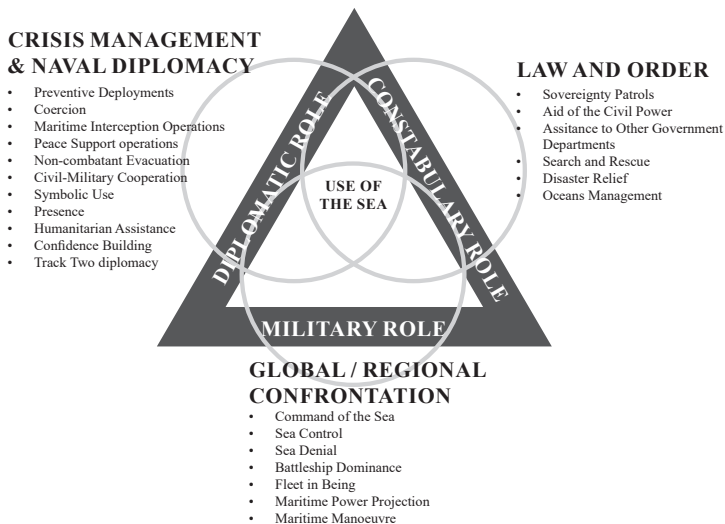 CRISIS MANAGEMENT
& NAVAL DIPLOMACY
• Preventive Deployments
• Coercion
• Maritime Interception Operations
• Peace Support operations
• Non-combatant Evacuation
• Civil-Military Cooperation
• Symbolic Use
• Presence
• Humanitarian Assistance
• Confidence Building
• Track Two diplomacy
LAW AND ORDER
• Sovereignty Patrols
• Aid of the Civil Power
• Assitance to Other Government
Departments
• Search and Rescue
• Disaster Relief
• Oceans Management
DIPLOMATIC ROLE
CONSTABULARY ROLE
USE OF
THE SEA
MILITARY ROLE
GLOBAL / REGIONAL
CONFRONTATION
• Command of the Sea
• Sea Control
• Sea Denial
• Battleship Dominance
• Fleet in Being
• Maritime Power Projection
• Maritime Manoeuvre